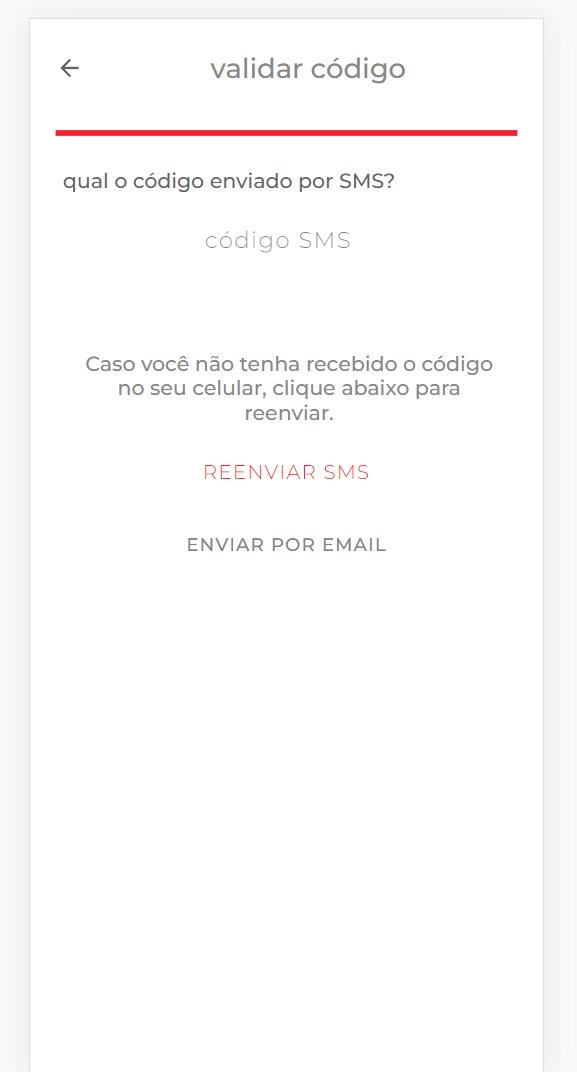 validar código
qual o código enviado por SMS?
código SMS
Caso você não tenha recebido o código
no seu celular, clique abaixo para
reenviar.
REENVIAR SMS
ENVIAR POR EMAIL